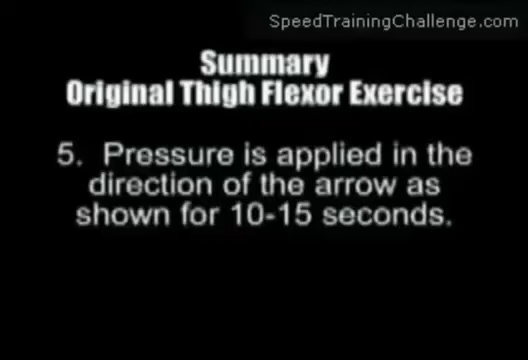 SpeedTrainingChallenge.com
Summary
Original Thigh Flexor Exercise
5. Pressure is applied in the
direction of the arrow as
shown for 10-15 seconds.